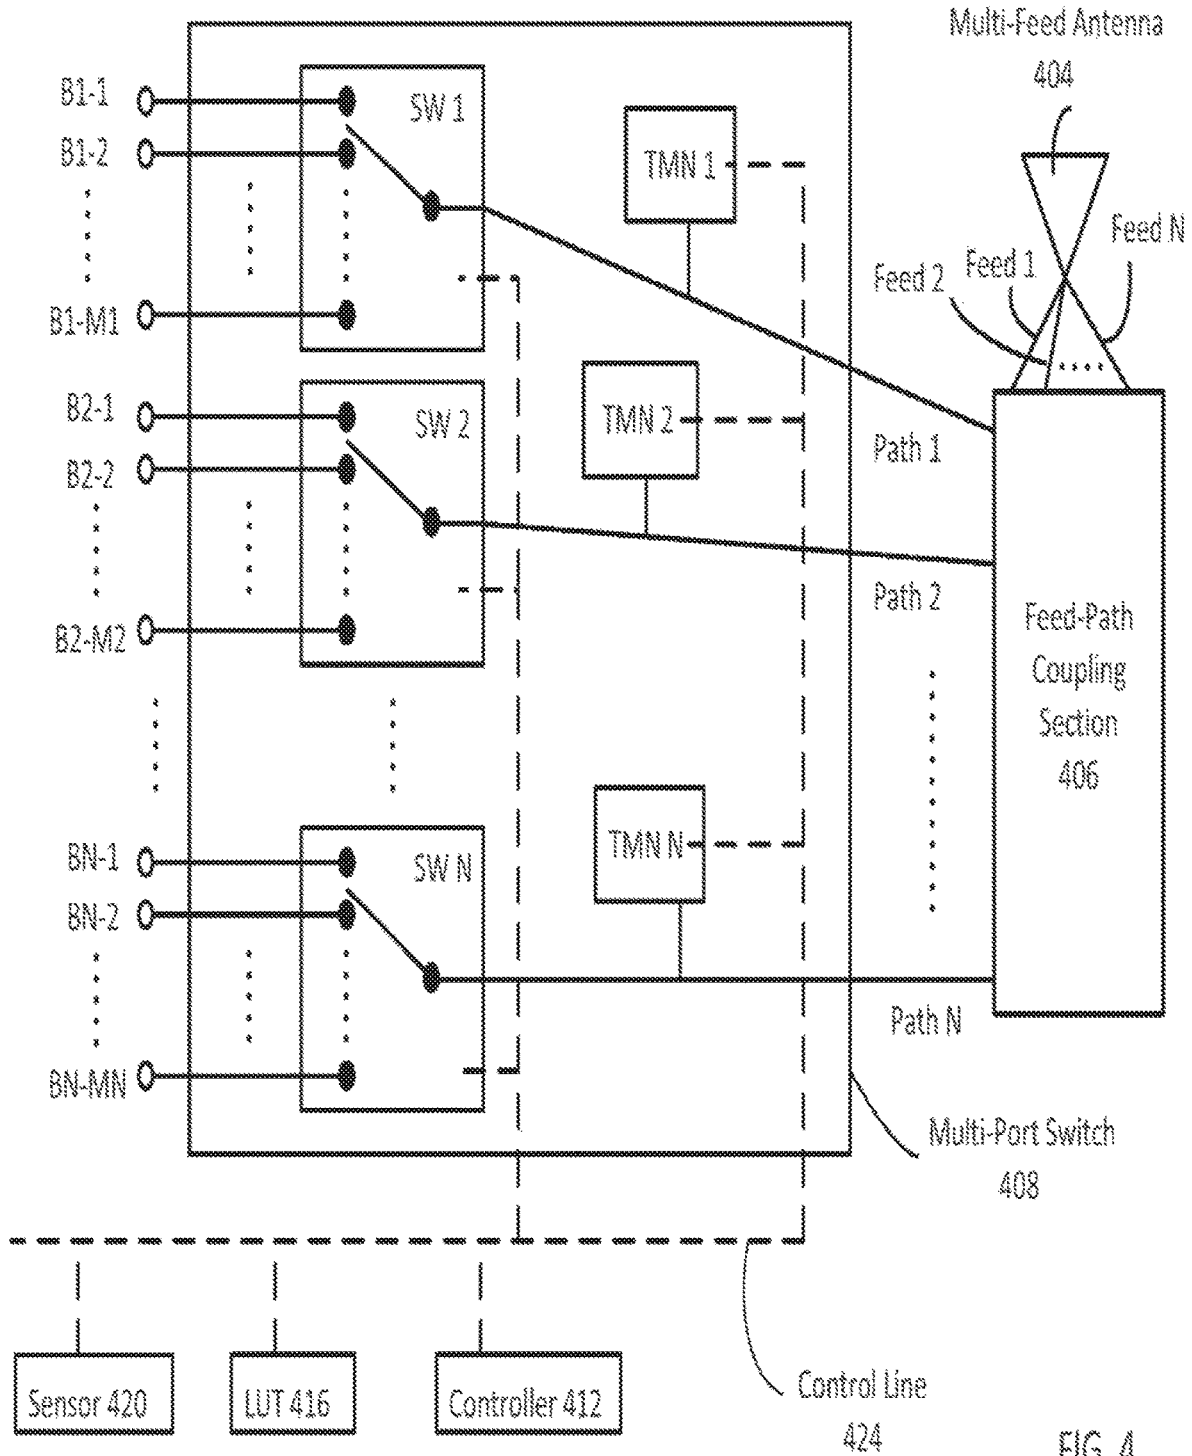 Multi-Feed Antenna
404
B1-1
SW 1
B1-2
TMN 1
Feed N
Feed 1
Feed 2
B1-M1
B2-1
SW 2
TMN 2
Path 1
B2-2
Path 2
Feed-Path
Coupling
Section
406
B2-M2
TMN N
BN-1
SW N
BN-2
Path N
BN-MN
Multi-Port Switch
408
Sensor 420
LUT 416
Controller 412
Control Line
424
FIG. 4